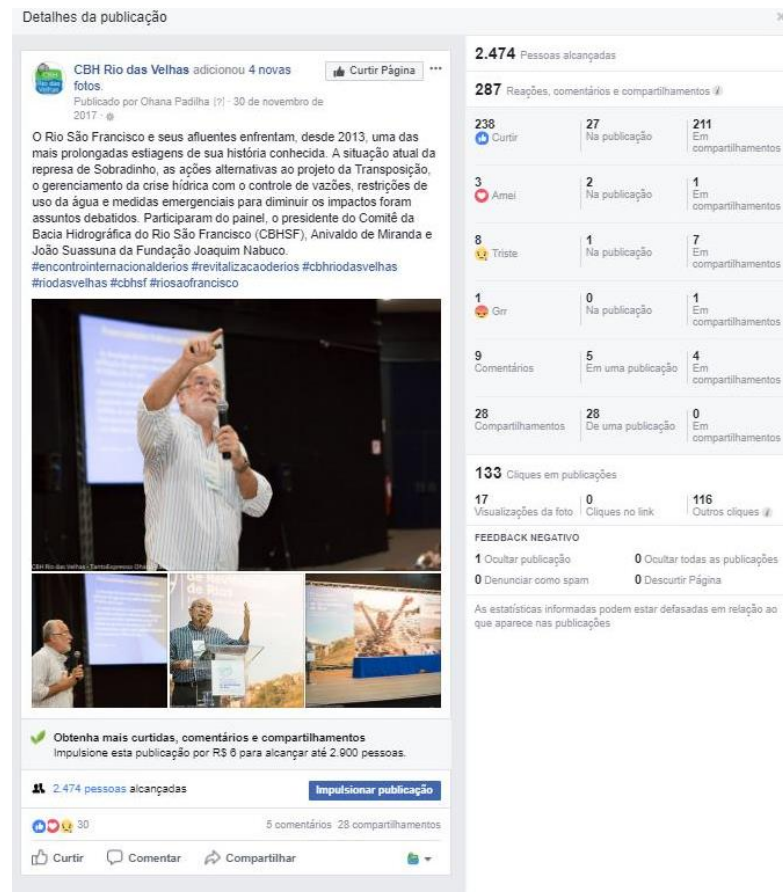 Detalhes da publicação
CBH Rio das Velhas adicionou 4 novas
fotos.
Curtir Página
Publicado por Ohana Padilha [?] · 30 de novembro de
2017 ·
O Rio São Francisco e seus afluentes enfrentam, desde 2013, uma das
mais prolongadas estiagens de sua história conhecida. A situação atual da
represa de Sobradinho, as ações alternativas ao projeto da Transposição,
o gerenciamento da crise hídrica com o controle de vazões, restrições de
uso da água e medidas emergenciais para diminuir os impactos foram
assuntos debatidos. Participaram do painel, o presidente do Comitê da
Bacia Hidrográfica do Rio São Francisco (CBHSF), Anivaldo de Miranda e
João Suassuna da Fundação Joaquim Nabuco.
#encontrointernacionalderios #revitalizacaoderios #cbhriodasvelhas
#riodasvelhas #cbhsf #riosaofrancisco
CBH Rio das Velhas - TantoExpresso
de Revitalização
de Rios
Obtenha mais curtidas, comentários e compartilhamentos
Impulsione esta publicação por R$ 6 para alcançar até 2.900 pessoas.
2.474 pessoas alcançadas
Impulsionar publicação
30
5 comentários 28 compartilhamentos
Curtir Comentar Compartilhar
2.474 Pessoas alcançadas
287 Reações, comentários e compartilhamentos
238 27 211
Curtir Na publicação Em
compartilhamentos
3 2 1
Amei Na publicação Em
compartilhamentos
8 1 7
Triste Na publicação Em
compartilhamentos
1 0 1
Grr Na publicação Em
compartilhamentos
9 5 4
Comentários Em uma publicação Em
compartilhamentos
28 28 0
Compartilhamentos De uma publicação Em
compartilhamentos
133 Cliques em publicações
17 0 116
Visualizações da foto Cliques no link Outros cliques
FEEDBACK NEGATIVO
1 Ocultar publicação 0 Ocultar todas as publicações
0 Denunciar como spam 0 Descurtir Página
As estatísticas informadas podem estar defasadas em relação ao
que aparece nas publicações